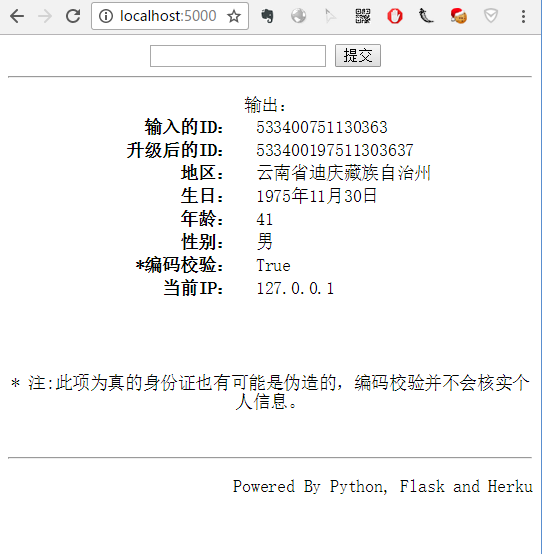 localhost:5000
提交
输出:
输入的ID: 533400751130363
升级后的ID: 533400197511303637
地区: 云南省迪庆藏族自治州
生日: 1975年11月30日
年龄: 41
性别: 男
*编码校验: True
当前IP: 127.0.0.1
* 注:此项为真的身份证也有可能是伪造的，编码校验并不会核实个
人信息。
Powered By Python, Flask and Herku